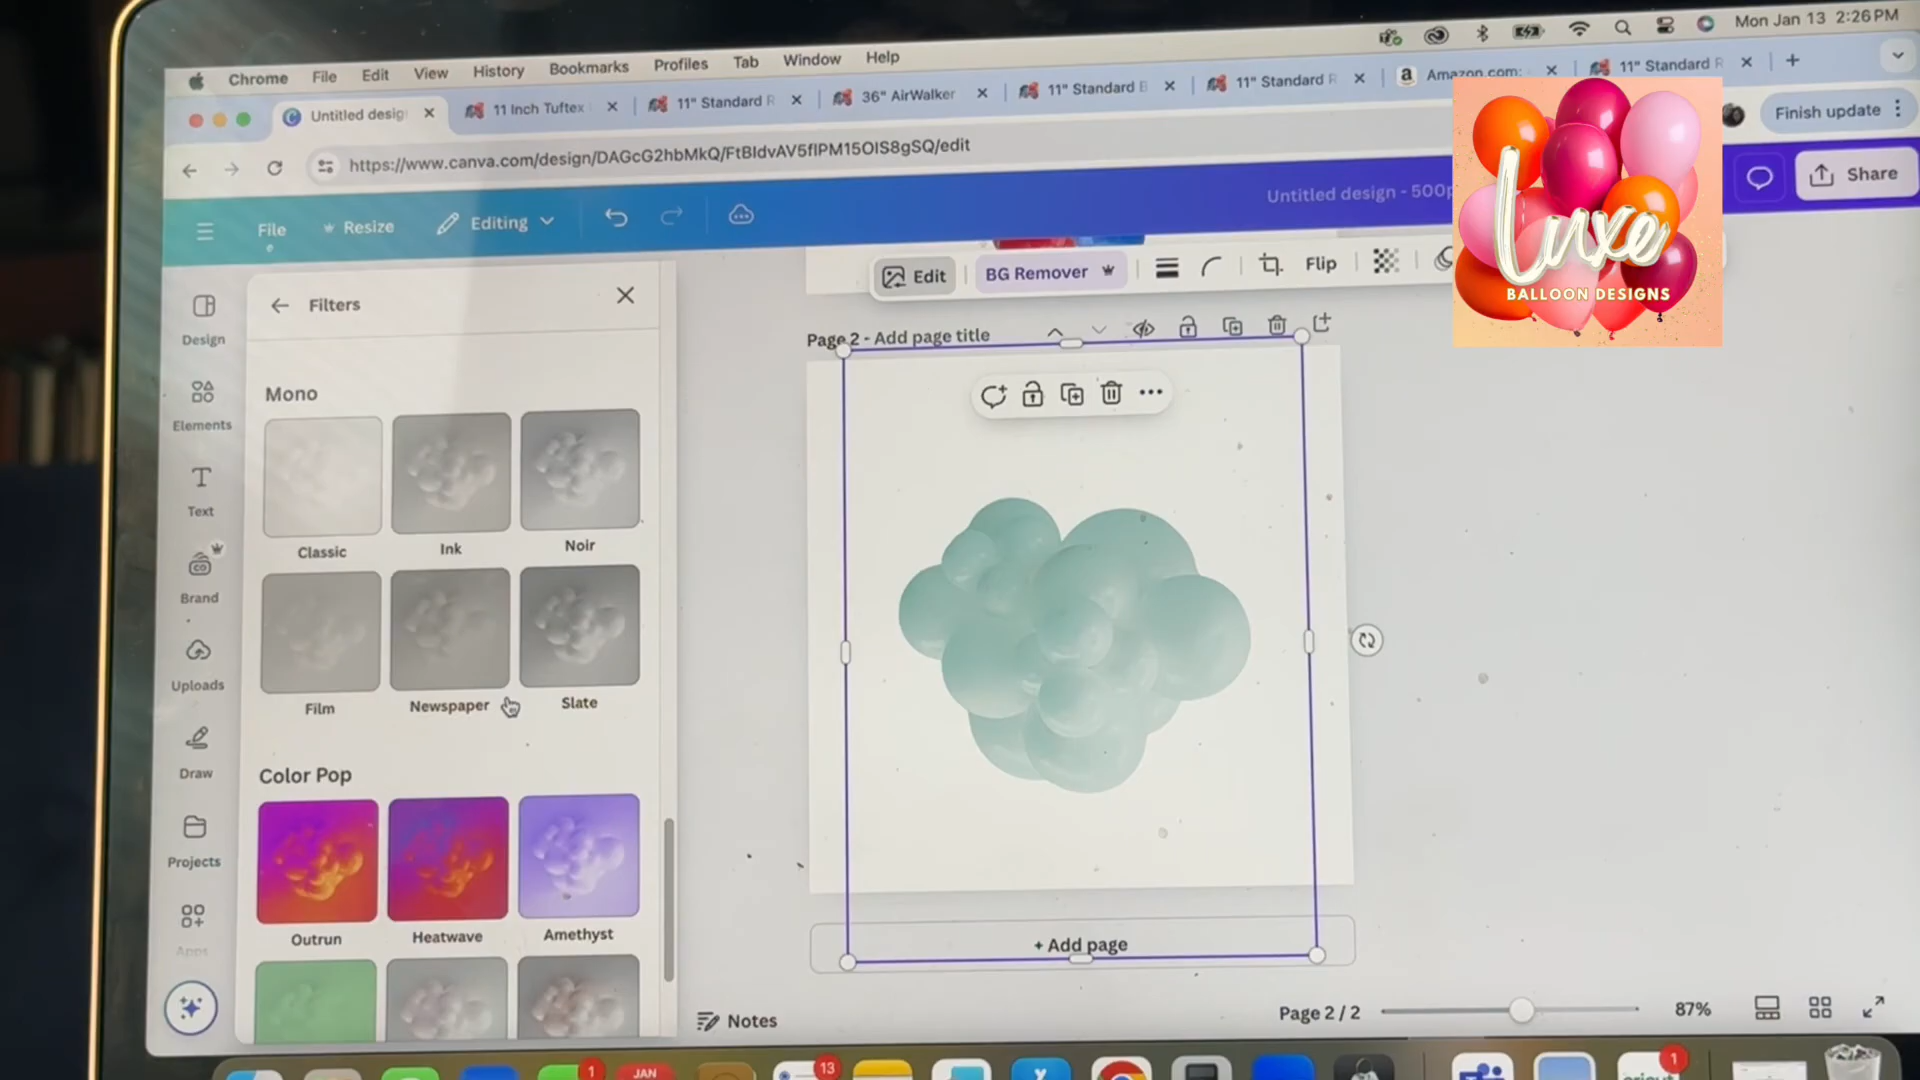 Mon Jan 13 2:26 PM
Chrome File Edit View History Bookmarks Profiles Tab Window Help
Untitled desig 11 Inch Tuftex 11" Standard R 36" AirWalker 11" Standard 11" Standard Amazon.com: 11" Standard
https://www.canva.com/design/DAGcG2hbMkQ/FtBIdvAV5flPM15OIS8gSQ/edit
Finish update
File Resize Editing
Untitled design - 500p
Share
Luxe
BALLOON DESIGNS
Edit BG Remover Flip
Filters
Page 2 - Add page title
Design
Elements
Text
Brand
Uploads
Draw
Projects
Apps
Mono
Classic Ink Noir
Film Newspaper Slate
Color Pop
Outrun Heatwave Amethyst
+ Add page
Notes
Page 2 / 2
87%
1
JAN
13
1